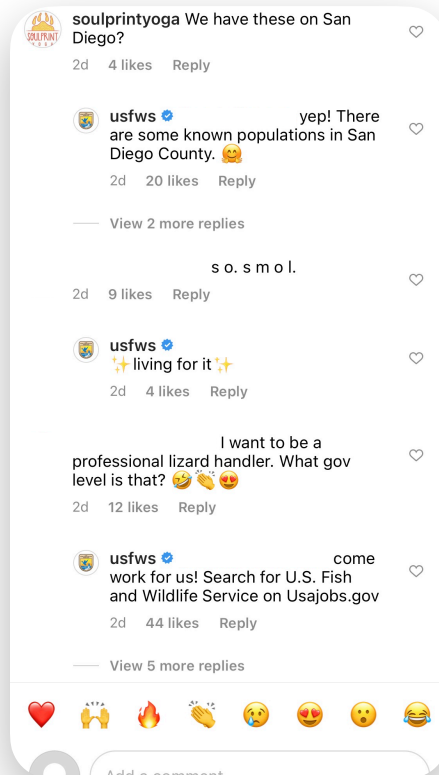 soulprintyoga We have these on San
Diego?
2d 4 likes Reply
usfws yep! There
are some known populations in San
Diego County. 🤗
2d 20 likes Reply
View 2 more replies
s o. s m o l.
2d 9 likes Reply
usfws
✨living for it✨
2d 4 likes Reply
I want to be a
professional lizard handler. What gov
level is that? 🤣👏😍
2d 12 likes Reply
usfws come
work for us! Search for U.S. Fish
and Wildlife Service on Usajobs.gov
2d 44 likes Reply
View 5 more replies
❤️ 🙌 🔥 👏 😢 😍 😮 😂
Add a comment